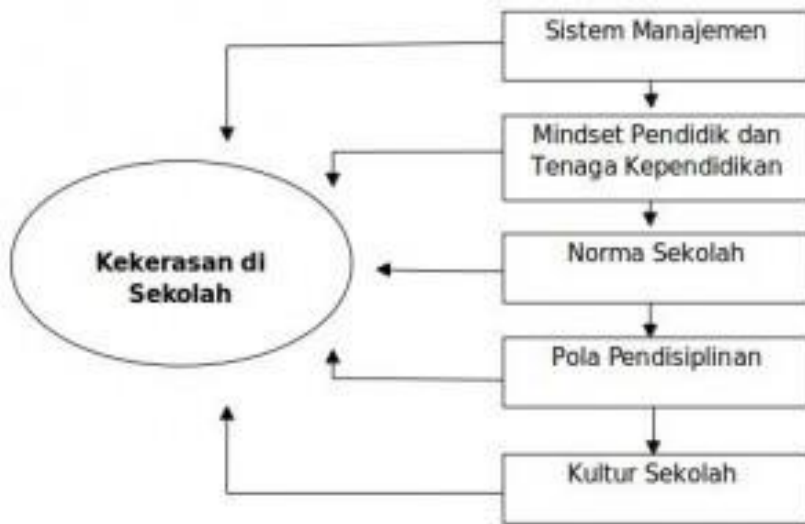 Sistem Manajemen
Mindset Pendidik dan
Tenaga Kependidikan
Kekerasan di
Sekolah
Norma Sekolah
Pola Pendisiplinan
Kultur Sekolah